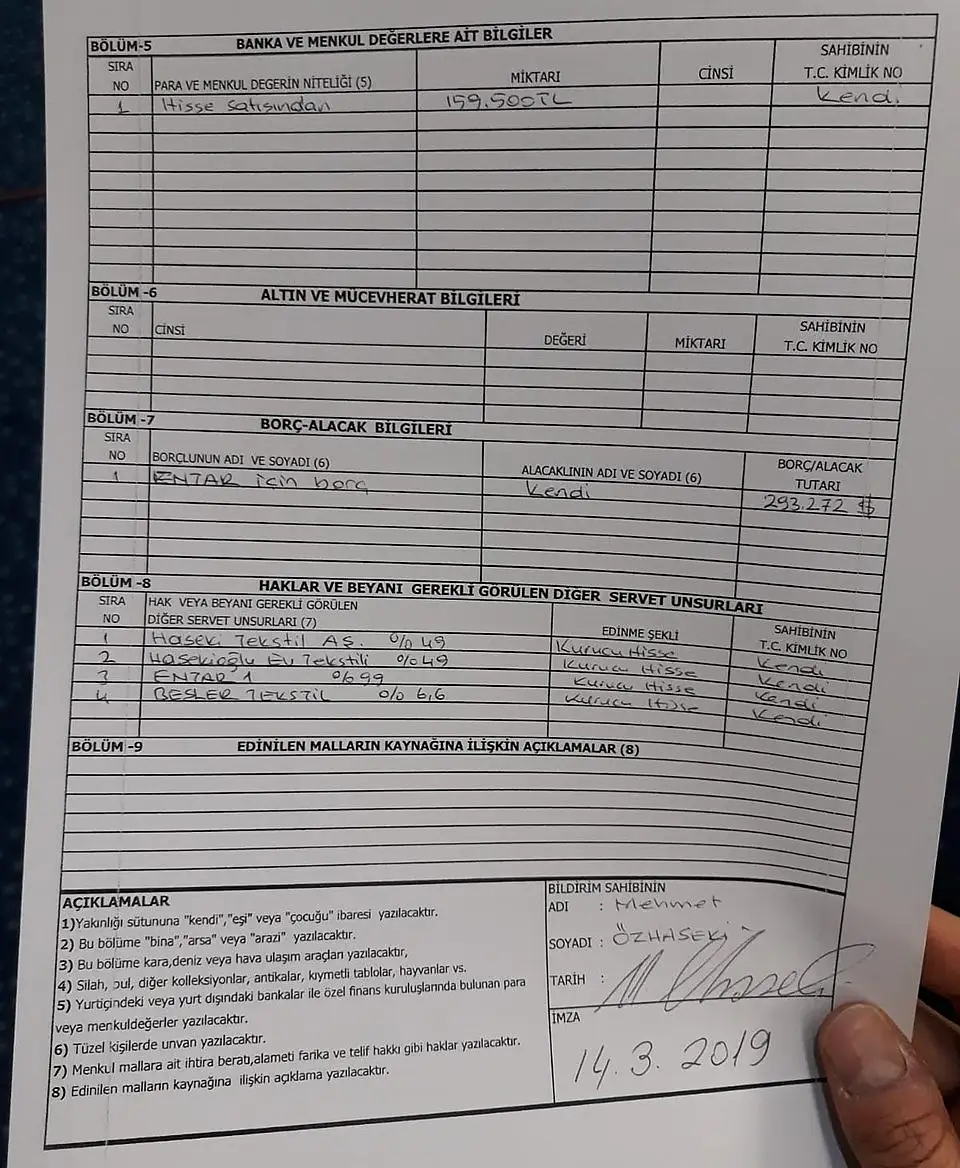 BÖLÜM-5 BANKA VE MENKUL DEĞERLERE AİT BİLGİLER
SIRA NO PARA VE MENKUL DEGERİN NİTELİĞİ (5) MİKTARI CİNSİ SAHİBİNİN T.C. KİMLİK NO
1 Hisse Satışından 159.500TL Kendi
BÖLÜM -6 ALTIN VE MÜCEVHERAT BİLGİLERİ
SIRA NO CİNSİ DEĞERİ MİKTARI SAHİBİNİN T.C. KİMLİK NO
BÖLÜM -7 BORÇ-ALACAK BİLGİLERİ
SIRA NO BORÇLUNUN ADI VE SOYADI (6) ALACAKLININ ADI VE SOYADI (6) BORÇ/ALACAK TUTARI
1 ENTAR için borç Kendi 293.272 $
BÖLÜM -8 HAKLAR VE BEYANI GEREKLİ GÖRÜLEN DİĞER SERVET UNSURLARI
SIRA NO HAK VEYA BEYANI GEREKLİ GÖRÜLEN DİĞER SERVET UNSURLARI (7) EDİNME ŞEKLİ SAHİBİNİN T.C. KİMLİK NO
1 Haseki Tekstil AŞ. %49 Kurucu Hisse Kendi
2 Hasekioğlu Ev Tekstili %49 Kurucu Hisse Kendi
3 ENTAR 1 %99 Kurucu Hisse Kendi
4 BESLER TEKSTİL % 6,6 Kurucu Hisse Kendi
BÖLÜM -9 EDİNİLEN MALLARIN KAYNAĞINA İLİŞKİN AÇIKLAMALAR (8)
AÇIKLAMALAR
1)Yakınlığı sütununa "kendi","eşi" veya "çocuğu" ibaresi yazılacaktır.
2) Bu bölüme "bina","arsa" veya "arazi" yazılacaktır.
3) Bu bölüme kara,deniz veya hava ulaşım araçları yazılacaktır,
4) Silah, pul, diğer kolleksiyonlar, antikalar, kıymetli tablolar, hayvanlar vs.
5) Yurtiçindeki veya yurt dışındaki bankalar ile özel finans kuruluşlarında bulunan para
veya menkuldeğerler yazılacaktır.
6) Tüzel kişilerde unvan yazılacaktır.
7) Menkul mallara ait ihtira beratı,alameti farika ve telif hakkı gibi haklar yazılacaktır.
8) Edinilen malların kaynağına ilişkin açıklama yazılacaktır.
BİLDİRİM SAHİBİNİN
ADI : Mehmet
SOYADI : ÖZHASEKİ
TARİH :
İMZA
14.3.2019